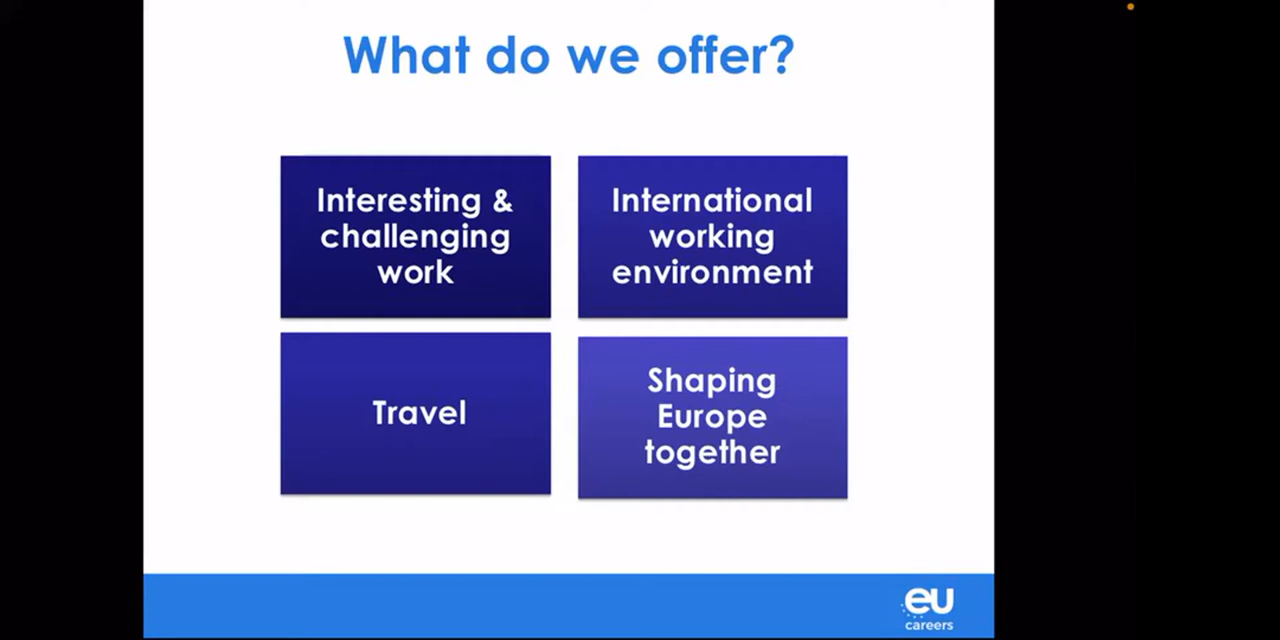 What do we offer?
Interesting &
challenging
work
International
working
environment
Travel
Shaping
Europe
together
eu
careers